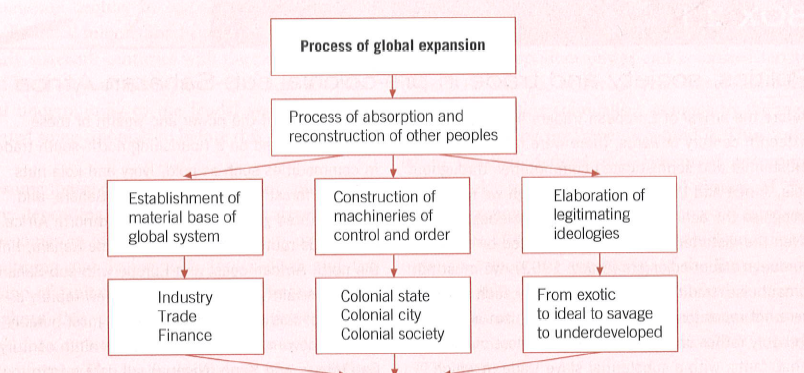 Process of global expansion
Process of absorption and
reconstruction of other peoples
Establishment of
material base of
global system
Construction of
machineries of
control and order
Elaboration of
legitimating
ideologies
Industry
Trade
Finance
Colonial state
Colonial city
Colonial society
From exotic
to ideal to savage
to underdeveloped